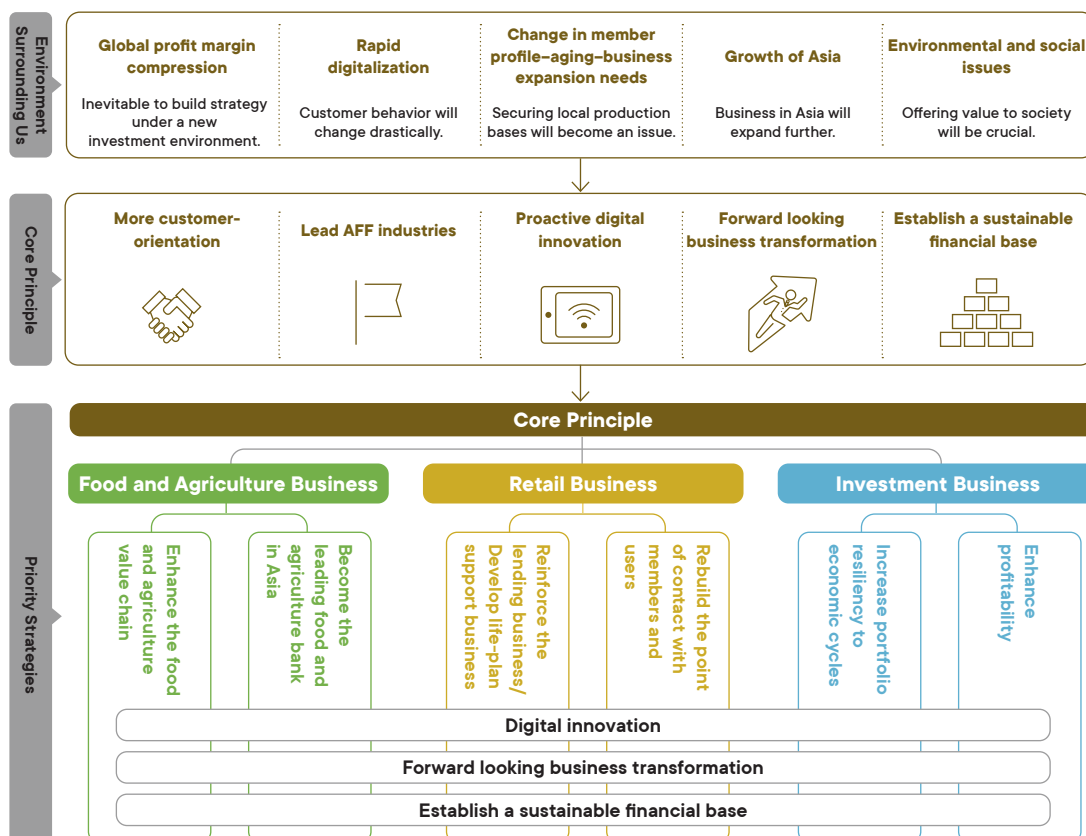 Environment
Surrounding Us
Global profit margin
compression
Inevitable to build strategy
under a new
investment environment.
Rapid
digitalization
Customer behavior will
change drastically.
Change in member
profile–aging–business
expansion needs
Securing local production
bases will become an issue.
Growth of Asia
Business in Asia will
expand further.
Environmental and social
issues
Offering value to society
will be crucial.
Core Principle
More customer-
orientation
Lead AFF industries
Proactive digital
innovation
Forward looking
business transformation
Establish a sustainable
financial base
Priority Strategies
Core Principle
Food and Agriculture Business
Enhance the food
and agriculture
value chain
Become the
leading food and
agriculture bank
in Asia
Retail Business
Reinforce the
lending business/
Develop life-plan
support business
Rebuild the point
of contact with
members and
users
Investment Business
Increase portfolio
resiliency to
economic cycles
Enhance
profitability
Digital innovation
Forward looking business transformation
Establish a sustainable financial base